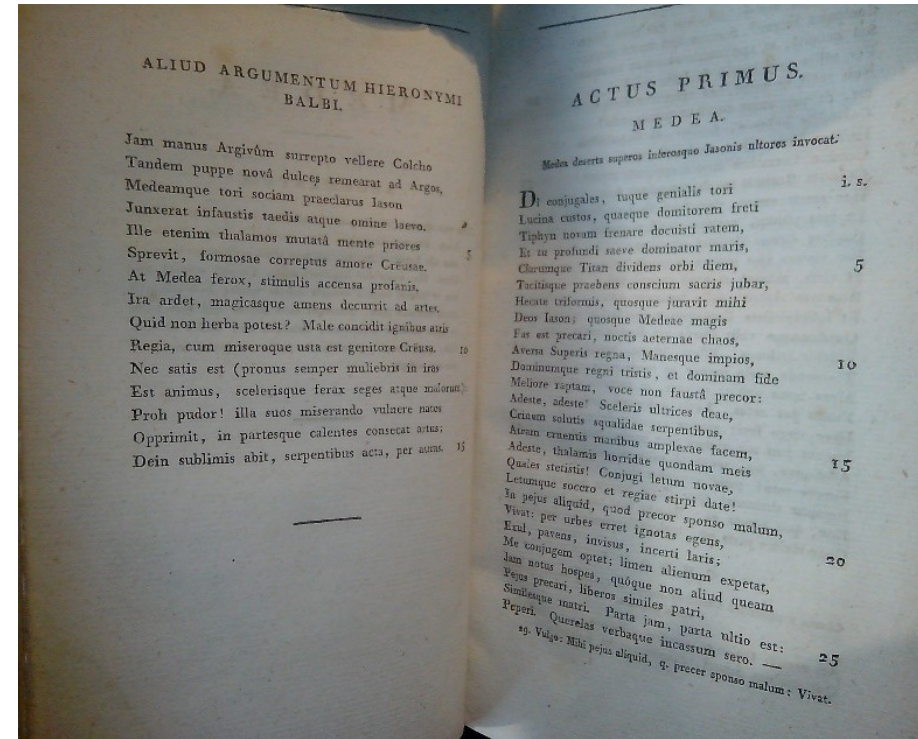 ALIUD ARGUMENTUM HIERONYMI
BALBI.
Jam manus Argivûm surrepto vellere Colcho
Tandem puppe novâ dulces remearat ad Argos,
Medeamque tori sociam praeclarus Iason
Junxerat infaustis taedis atque omine laevo.
Ille etenim thalamos mutatâ mente priores 5
Sprevit, formosae correptus amore Creusae.
At Medea ferox, stimulis accensa profanis,
Ira ardet, magicasque amens decurrit ad artes.
Quid non herba potest? Male concidit ignibus atris
Regia, cum miseroque usta est genitore Creusa. 10
Nec satis est (pronus semper muliebris in iras
Est animus, scelerisque ferax seges atque malorum):
Proh pudor! illa suos miserando vulnere natos
Opprimit, in partesque calentes consecat artus;
Dein sublimis abit, serpentibus acta, per auras. 15
ACTUS PRIMUS.
MEDEA.
Medea deserta superos inferosque Jasonis ultores invocat.
i. s.
Di conjugales, tuque genialis tori
Lucina custos, quaeque domitorem freti
Tiphyn novam frenare docuisti ratem,
Et tu profundi saeve dominator maris,
Clarumque Titan dividens orbi diem, 5
Tacitisque praebens conscium sacris jubar,
Hecate triformis, quosque juravit mihi
Deos Iason; quosque Medeae magis
Fas est precari, noctis aeternae chaos,
Aversa Superis regna, Manesque impios, 10
Dominumque regni tristis, et dominam fide
Meliore raptam, voce non faustâ precor:
Adeste, adeste! Sceleris ultrices deae,
Crinem solutis squalidae serpentibus,
Atram cruentis manibus amplexae facem, 15
Adeste, thalamis horridae quondam meis
Quales stetistis! Conjugi letum novae,
Letumque socero et regiae stirpi date!
In pejus aliquid, quod precor sponso malum,
Vivat: per urbes erret ignotas egens, 20
Exul, pavens, invisus, incerti laris;
Me conjugem optet; limen alienum expetat,
Jam notus hospes, quôque non aliud queam
Pejus precari, liberos similes patri,
Similesque matri. Parta jam, parta ultio est: 25
Peperi. Querelas verbaque incassum sero. —
19. Vulgo: Mihi pejus aliquid, q. precer sponso malum: Vivat.